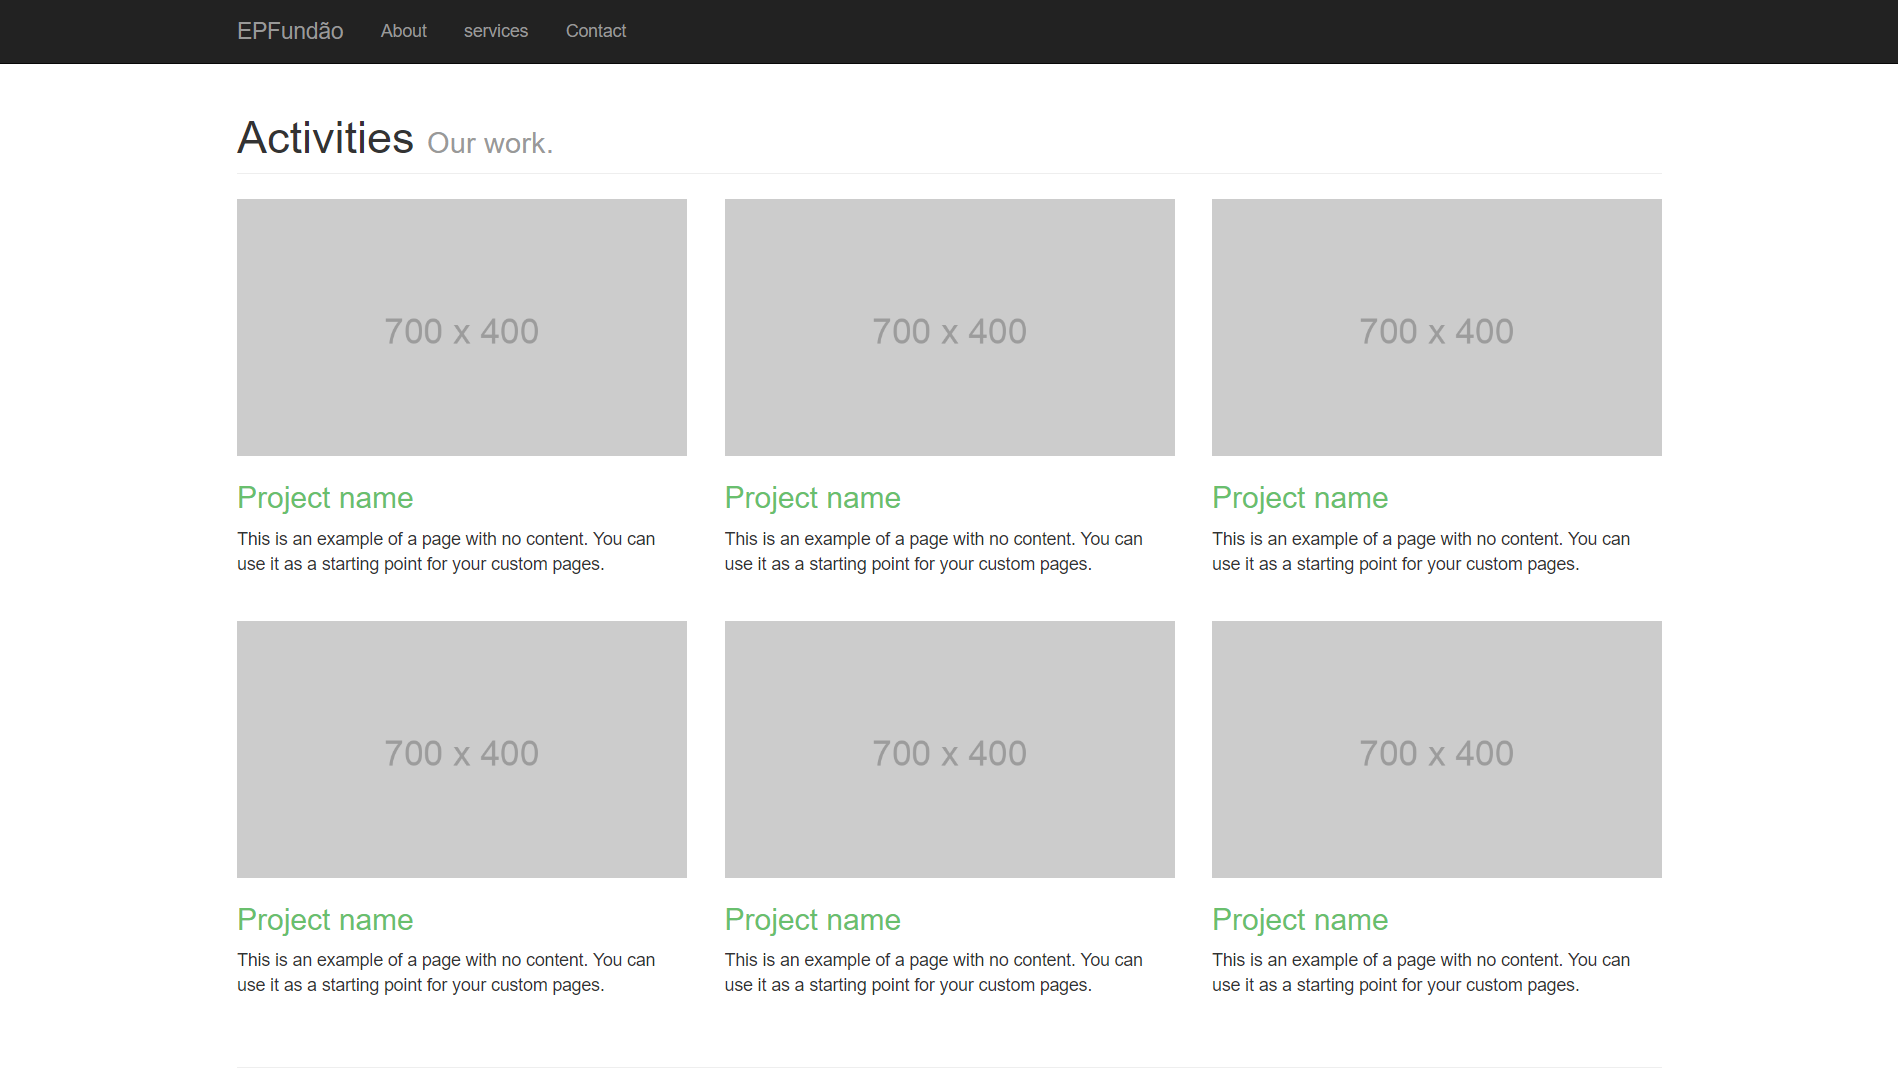 EPFundão About services Contact
Activities Our work.
700 x 400 700 x 400 700 x 400
Project name Project name Project name
This is an example of a page with no content. You can This is an example of a page with no content. You can This is an example of a page with no content. You can
use it as a starting point for your custom pages. use it as a starting point for your custom pages. use it as a starting point for your custom pages.
700 x 400 700 x 400 700 x 400
Project name Project name Project name
This is an example of a page with no content. You can This is an example of a page with no content. You can This is an example of a page with no content. You can
use it as a starting point for your custom pages. use it as a starting point for your custom pages. use it as a starting point for your custom pages.